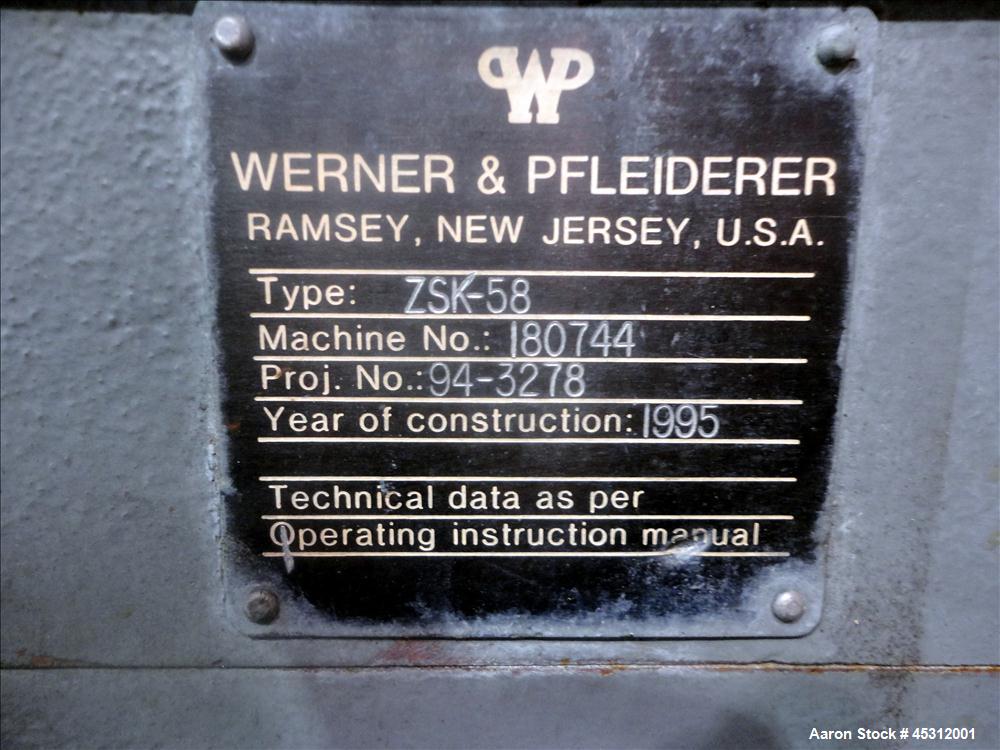 WP
WERNER & PFLEIDERER
RAMSEY, NEW JERSEY, U.S.A.
Type: ZSK-58
Machine No.: 180744
Proj. No.: 94-3278
Year of construction: 1995
Technical data as per
Operating instruction manual
Aaron Stock # 45312001